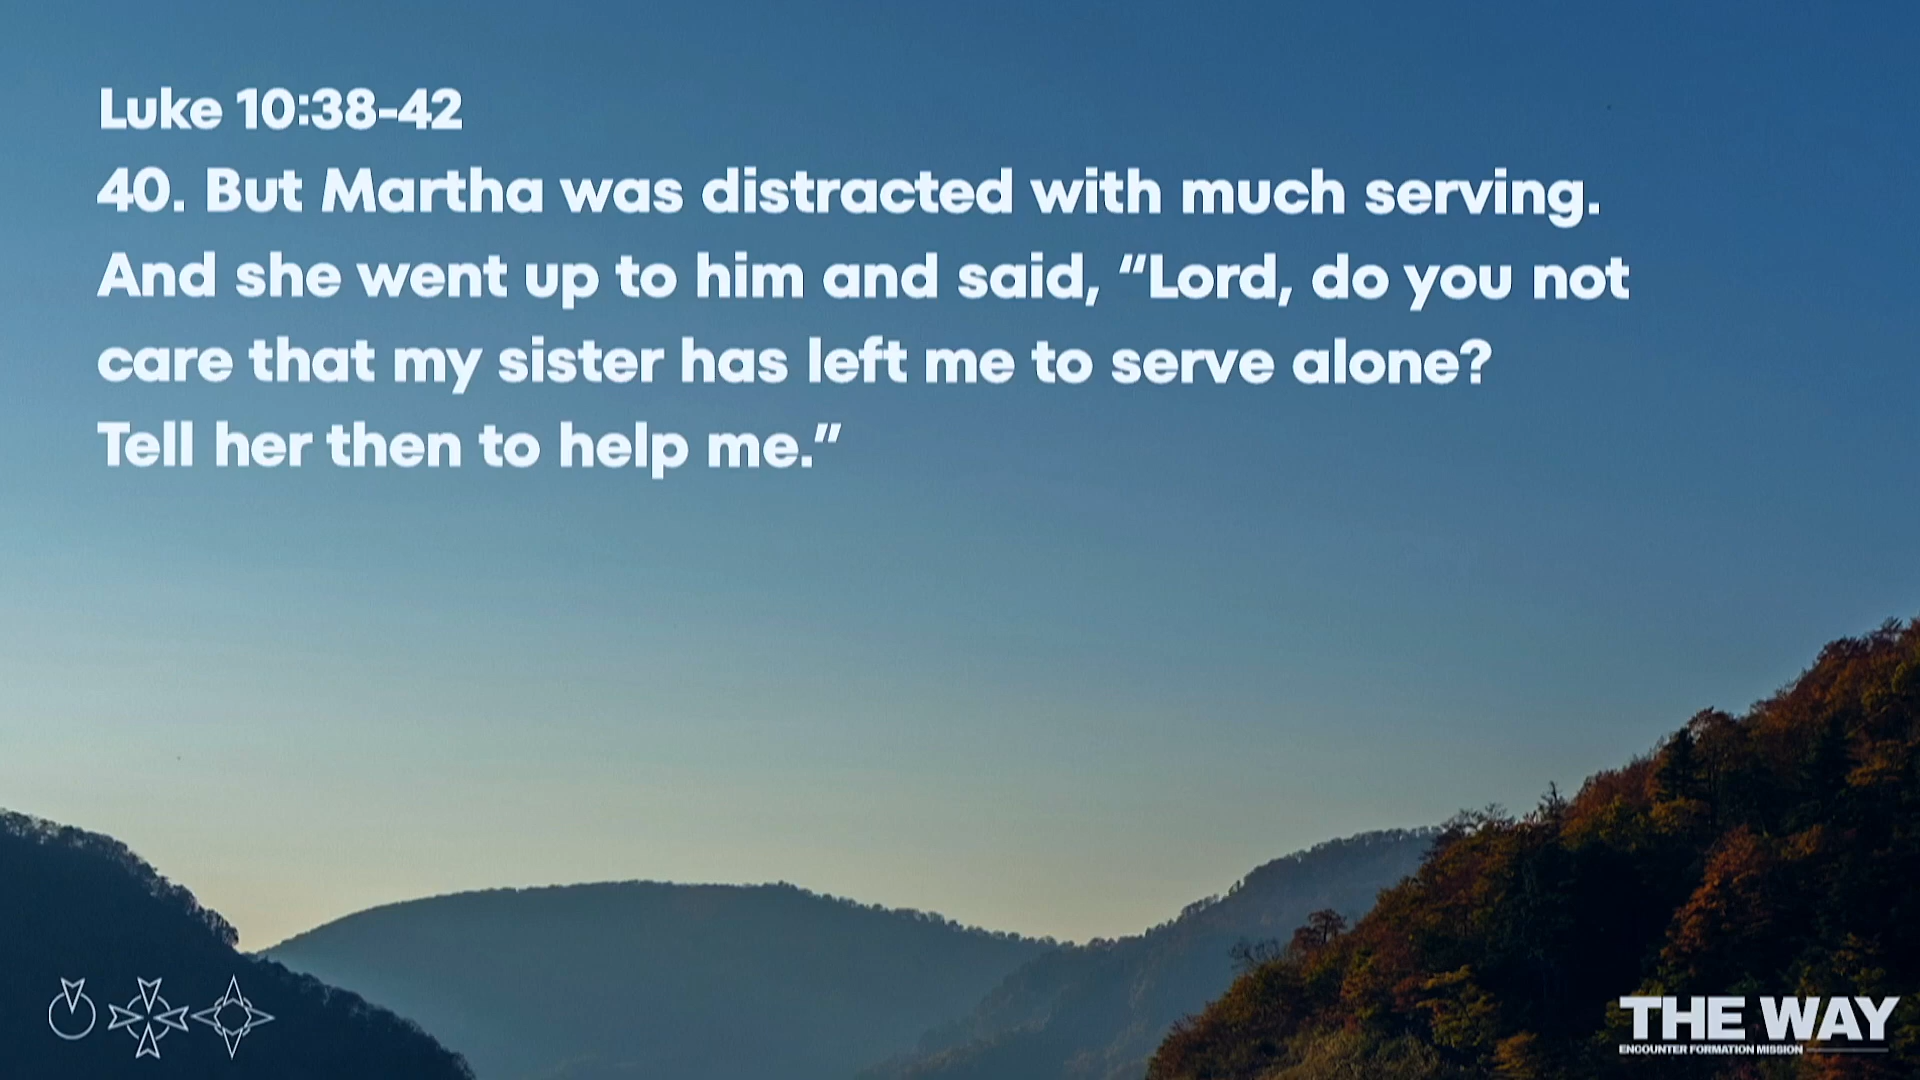 Luke 10:38-42
40. But Martha was distracted with much serving.
And she went up to him and said, “Lord, do you not
care that my sister has left me to serve alone?
Tell her then to help me.”
THE WAY
ENCOUNTER FORMATION MISSION